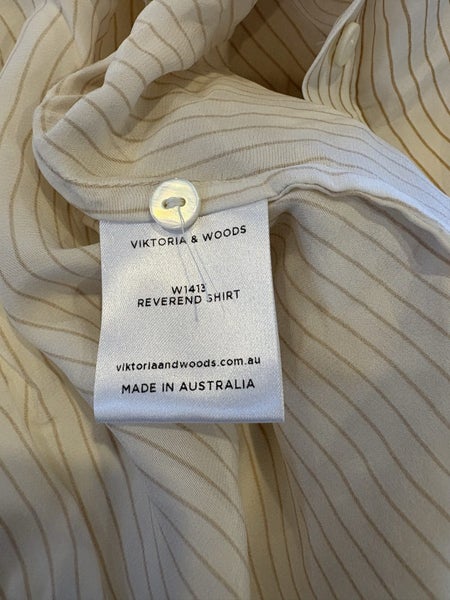 VIKTORIA & WOODS
W1413
REVEREND SHIRT
viktoriaandwoods.com.au
MADE IN AUSTRALIA